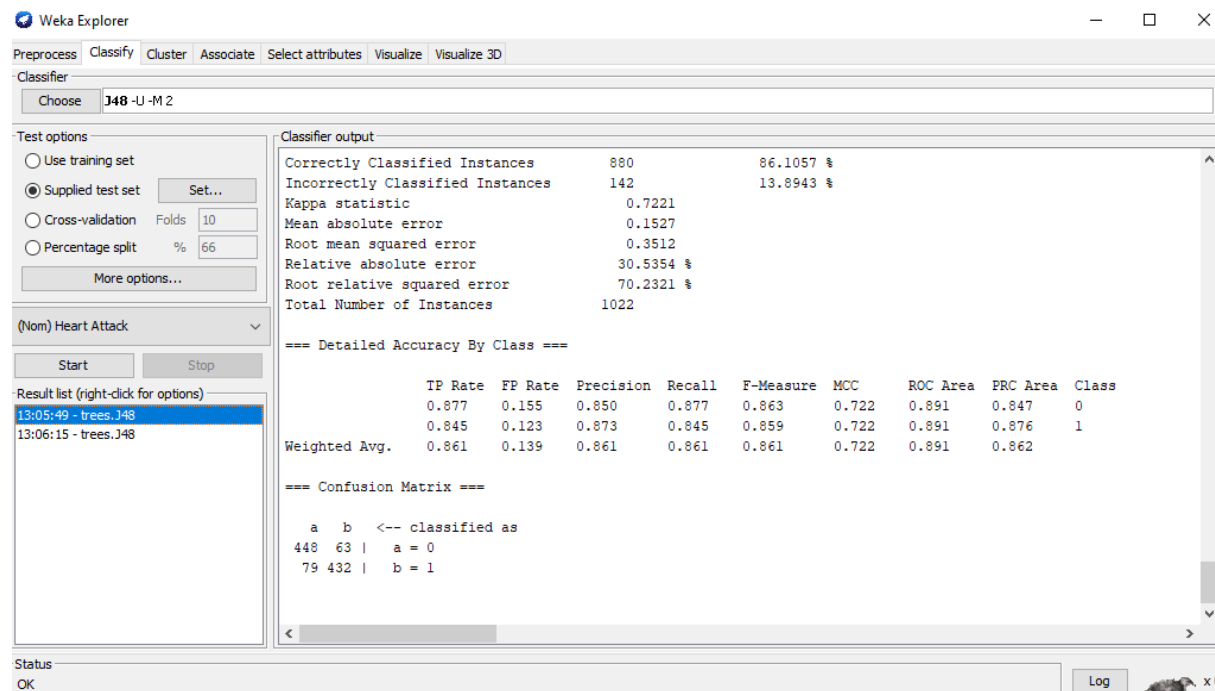 Weka Explorer
Preprocess Classify Cluster Associate Select attributes Visualize Visualize 3D
Classifier
Choose J48 -U -M 2
Test options
Use training set
Supplied test set Set...
Cross-validation Folds 10
Percentage split % 66
More options...
(Nom) Heart Attack
Start Stop
Result list (right-click for options)
13:05:49 - trees.J48
13:06:15 - trees.J48
Classifier output
Correctly Classified Instances 880 86.1057 %
Incorrectly Classified Instances 142 13.8943 %
Kappa statistic 0.7221
Mean absolute error 0.1527
Root mean squared error 0.3512
Relative absolute error 30.5354 %
Root relative squared error 70.2321 %
Total Number of Instances 1022
=== Detailed Accuracy By Class ===
TP Rate FP Rate Precision Recall F-Measure MCC ROC Area PRC Area Class
0.877 0.155 0.850 0.877 0.863 0.722 0.891 0.847 0
0.845 0.123 0.873 0.845 0.859 0.722 0.891 0.876 1
Weighted Avg. 0.861 0.139 0.861 0.861 0.861 0.722 0.891 0.862
=== Confusion Matrix ===
a b <-- classified as
448 63 | a = 0
79 432 | b = 1
Status
OK
Log
x